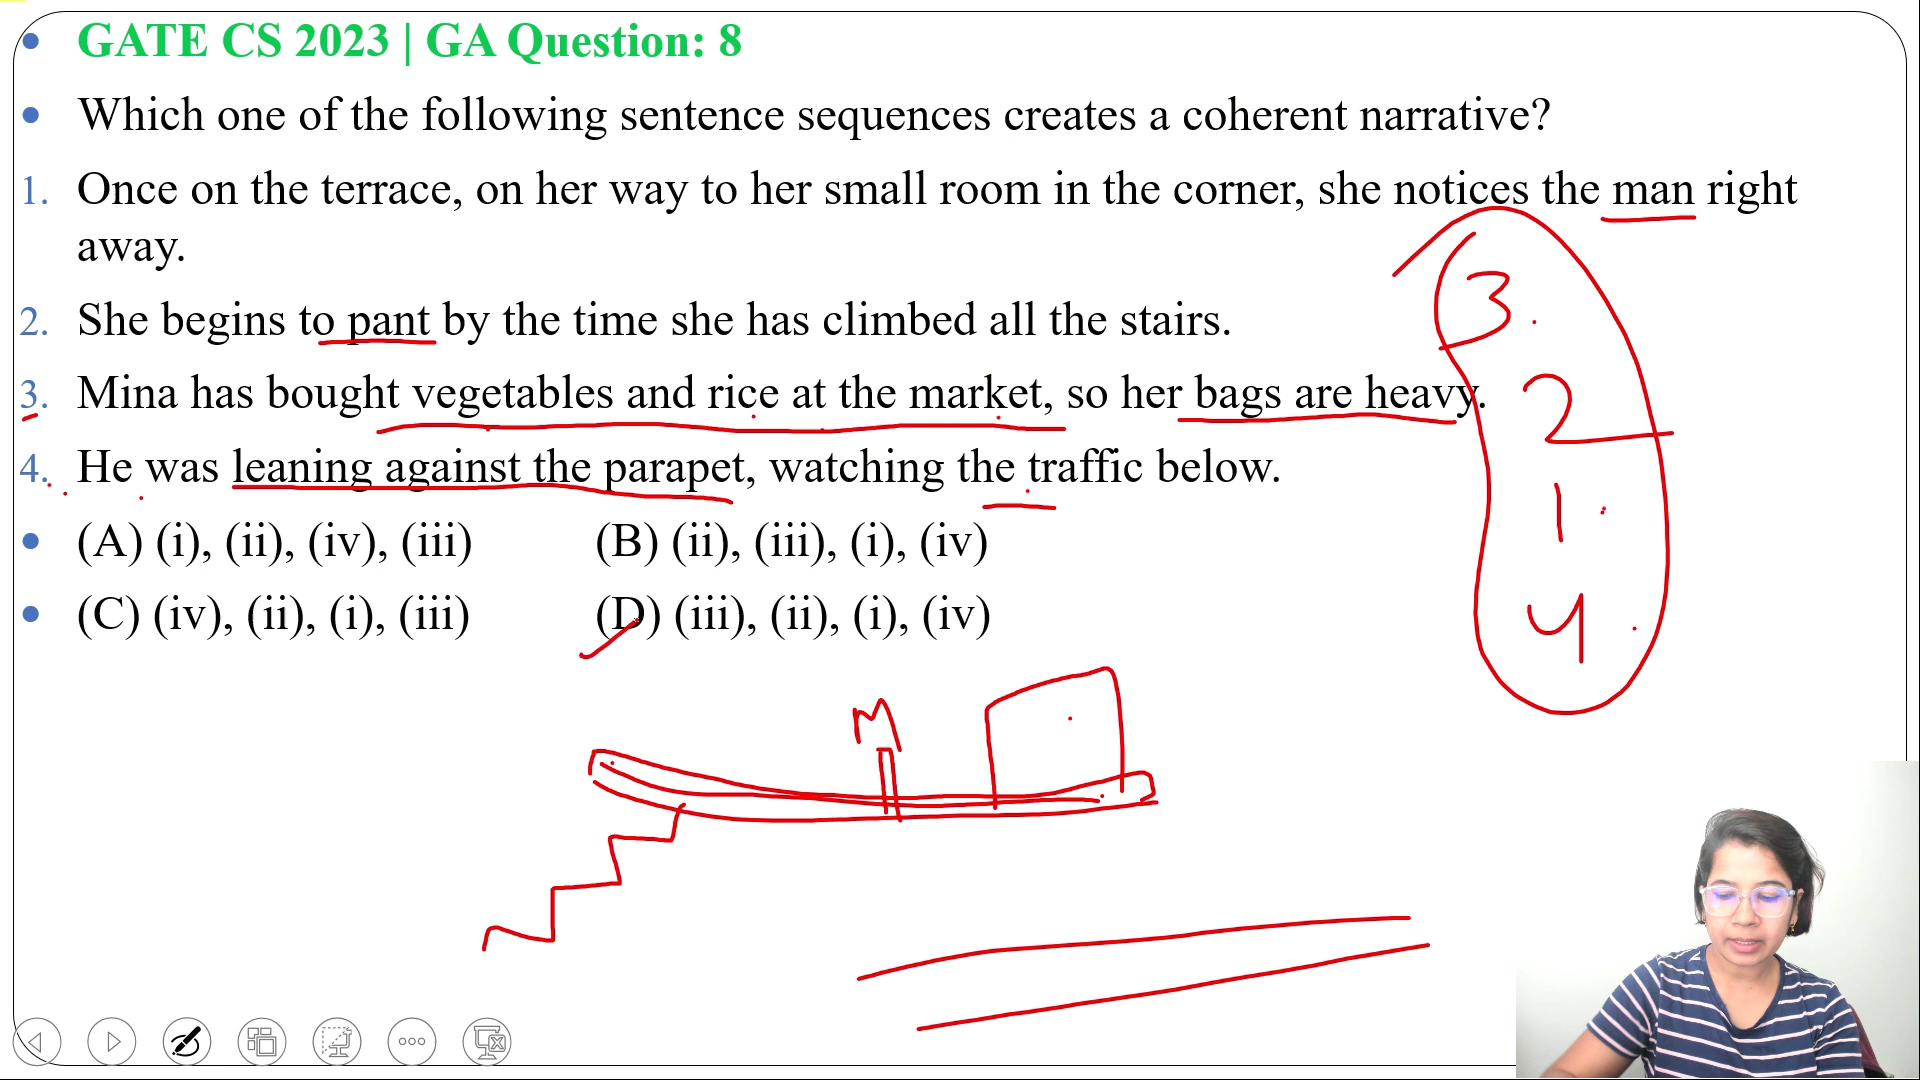 • GATE CS 2023 | GA Question: 8
• Which one of the following sentence sequences creates a coherent narrative?
1. Once on the terrace, on her way to her small room in the corner, she notices the man right
away.
2. She begins to pant by the time she has climbed all the stairs.
3. Mina has bought vegetables and rice at the market, so her bags are heavy.
4. He was leaning against the parapet, watching the traffic below.
• (A) (i), (ii), (iv), (iii) (B) (ii), (iii), (i), (iv)
• (C) (iv), (ii), (i), (iii) (D) (iii), (ii), (i), (iv)
3
2
1
4
M